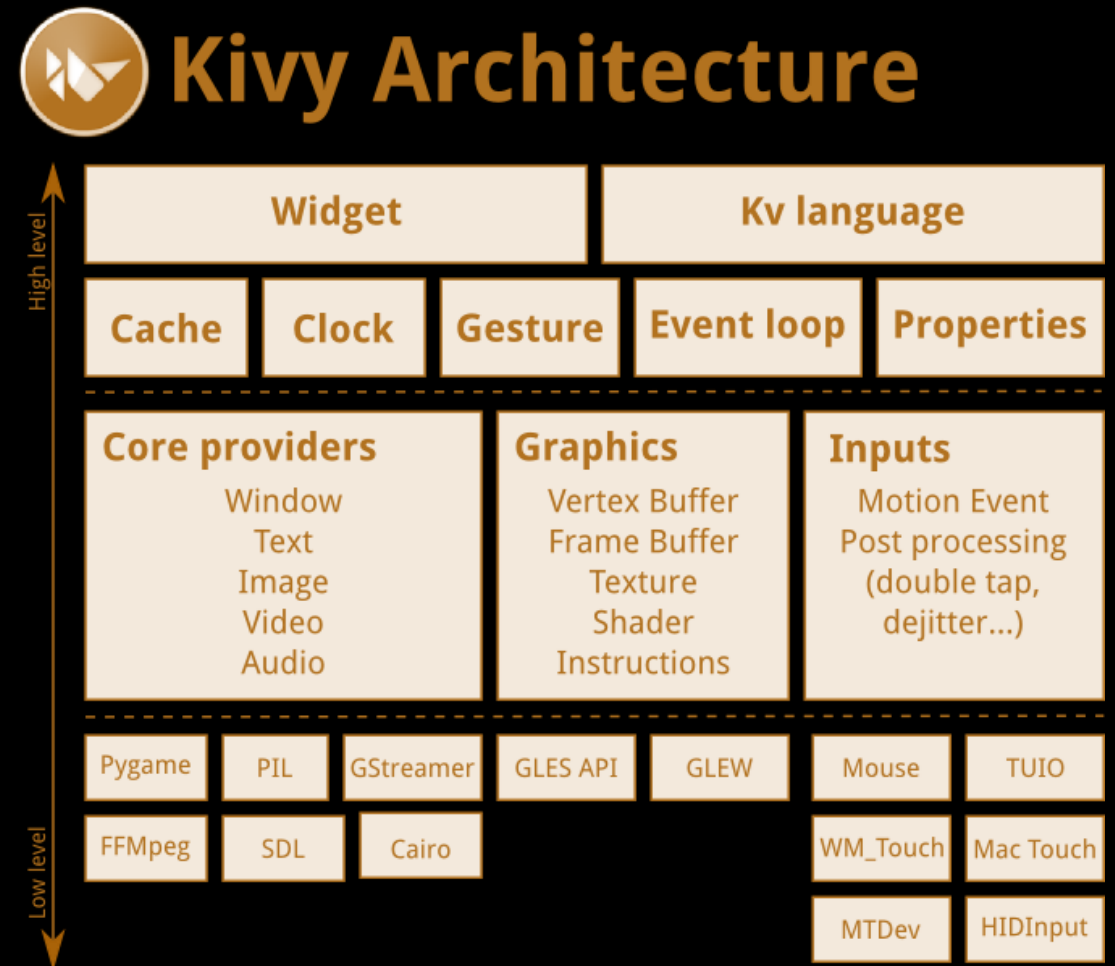 Kivy Architecture
High level
Widget
Kv language
Cache
Clock
Gesture
Event loop
Properties
Core providers
Window
Text
Image
Video
Audio
Graphics
Vertex Buffer
Frame Buffer
Texture
Shader
Instructions
Inputs
Motion Event
Post processing
(double tap,
dejitter...)
Low level
Pygame
PIL
GStreamer
GLES API
GLEW
Mouse
TUIO
FFMpeg
SDL
Cairo
WM_Touch
Mac Touch
MTDev
HIDInput